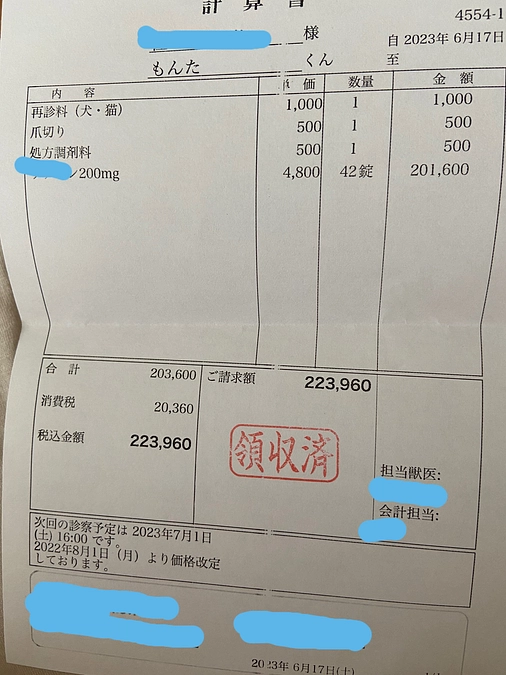 計 算 書
4554-1
様
自 2023年 6月17日
もんた くん 至
内 容 単 価 数量 金 額
再診料（犬・猫） 1,000 1 1,000
爪切り 500 1 500
処方調剤料 500 1 500
ン200mg 4,800 42錠 201,600
合 計 203,600 ご請求額 223,960
消費税 20,360
税込金額 223,960
領収済
担当獣医:
会計担当:
次回の診察予定は 2023年7月1日
(土) 16:00 です。
2022年8月1日（月）より価格改定
しております。
2023年 6月17日(土)